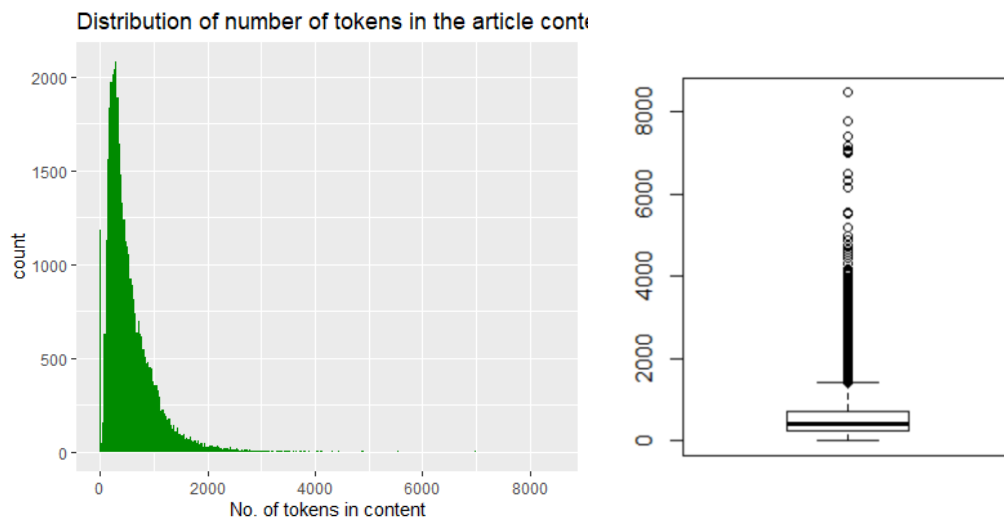 Distribution of number of tokens in the article conte
2000
1500
1000
500
0
count
0 2000 4000 6000 8000
No. of tokens in content
8000
6000
4000
2000
0